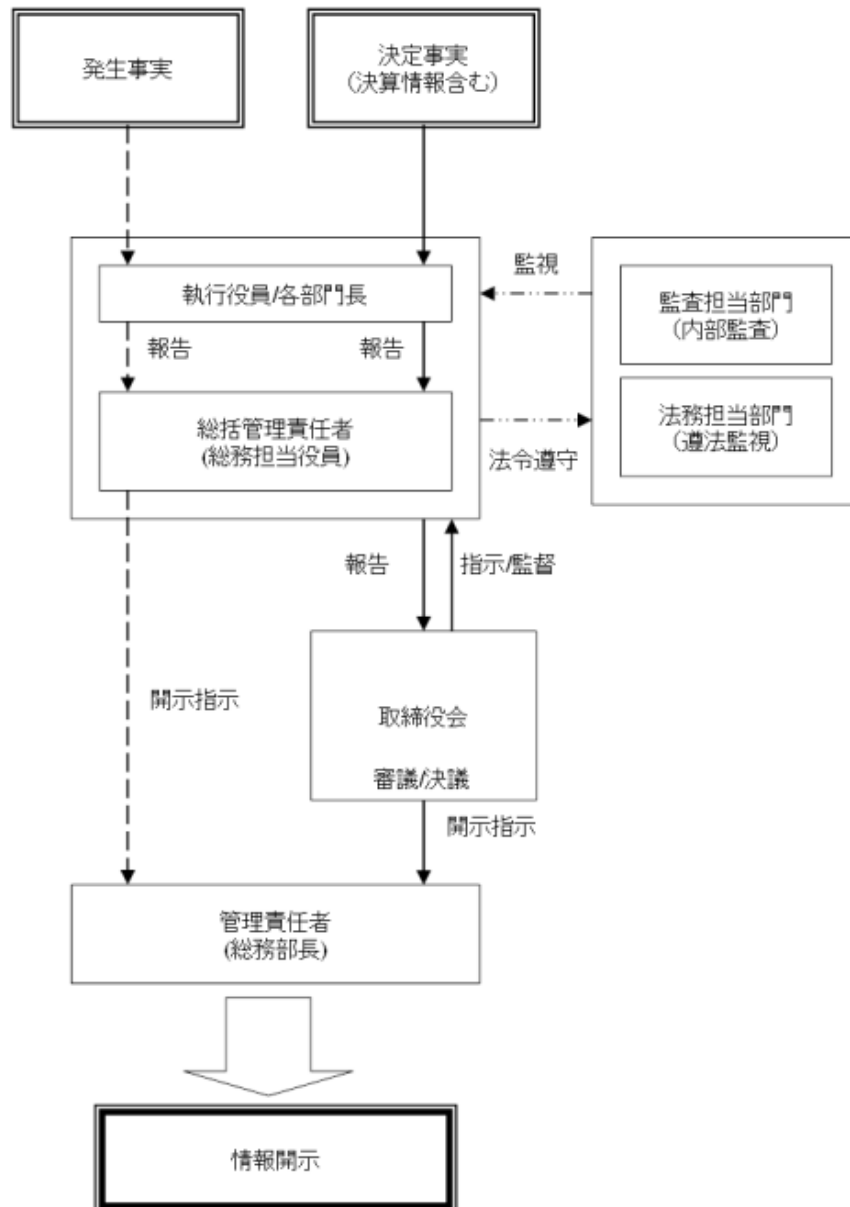 発生事実
決定事実
（決算情報含む）
執行役員/各部門長
報告
報告
総括管理責任者
(総務担当役員)
監視
法令遵守
監査担当部門
（内部監査）
法務担当部門
（遵法監視）
報告
指示/監督
開示指示
取締役会
審議/決議
開示指示
管理責任者
(総務部長)
情報開示